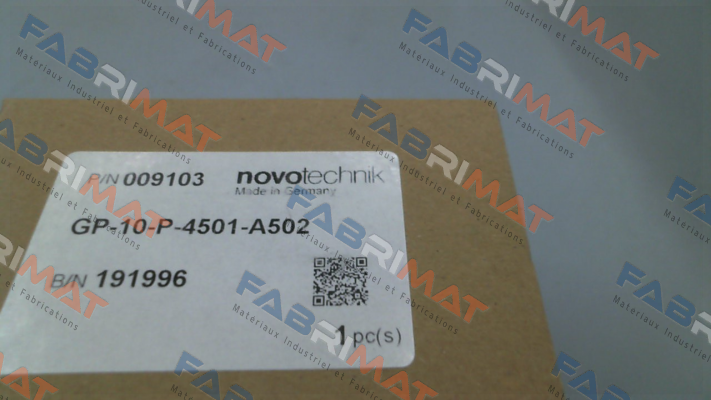 P/N 009103 novotechnik
Made in Germany
GP-10-P-4501-A502
B/N 191996
1 pc(s)
FABRIMAT
Materiaux Industriel et Fabrications